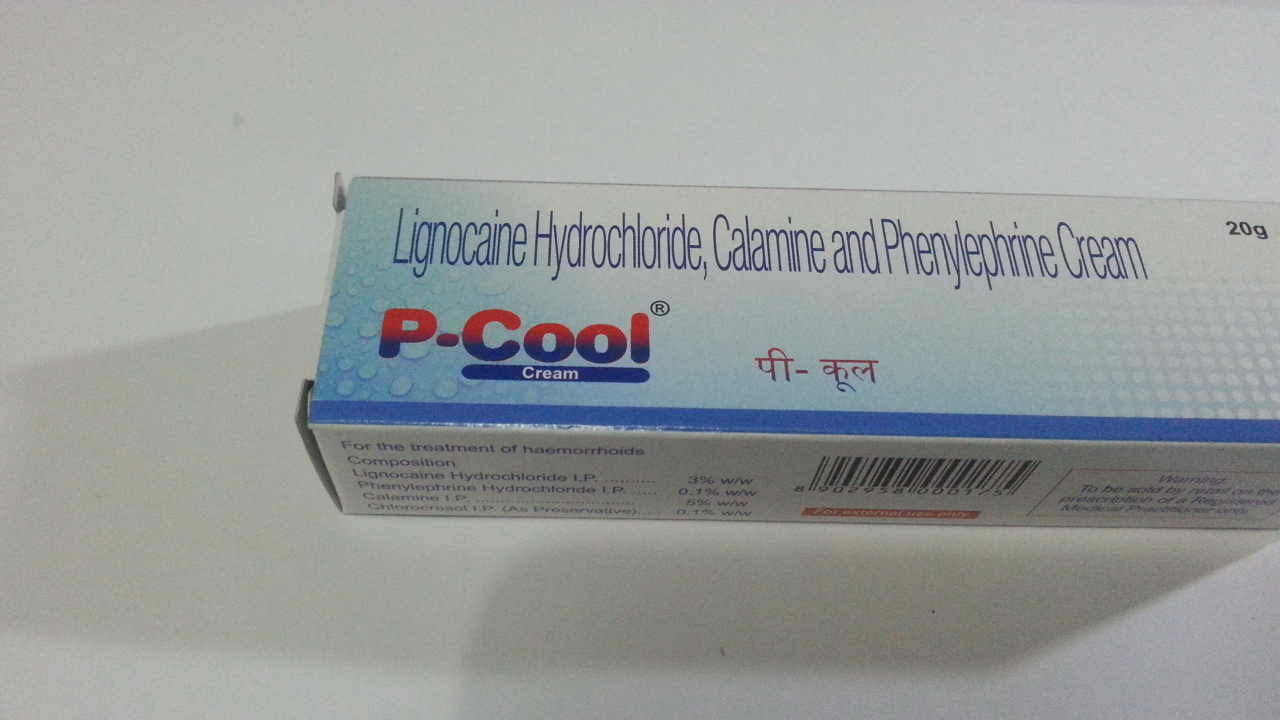 Lignocaine Hydrochloride, Calamine and Phenylephrine Cream
20g
P-Cool®
Cream
पी- कूल
For the treatment of haemorrhoids
Composition
Lignocaine Hydrochloride I.P. .......... 3% w/w
Phenylephrine Hydrochloride I.P. ..... 0.1% w/w
Calamine I.P. .......... 5% w/w
Chlorocresol I.P. (As Preservative).... 0.1% w/w
8 902958 000175
For external use only
Warning:
To be sold by retail on the
prescription of a Registered
Medical Practitioner only.